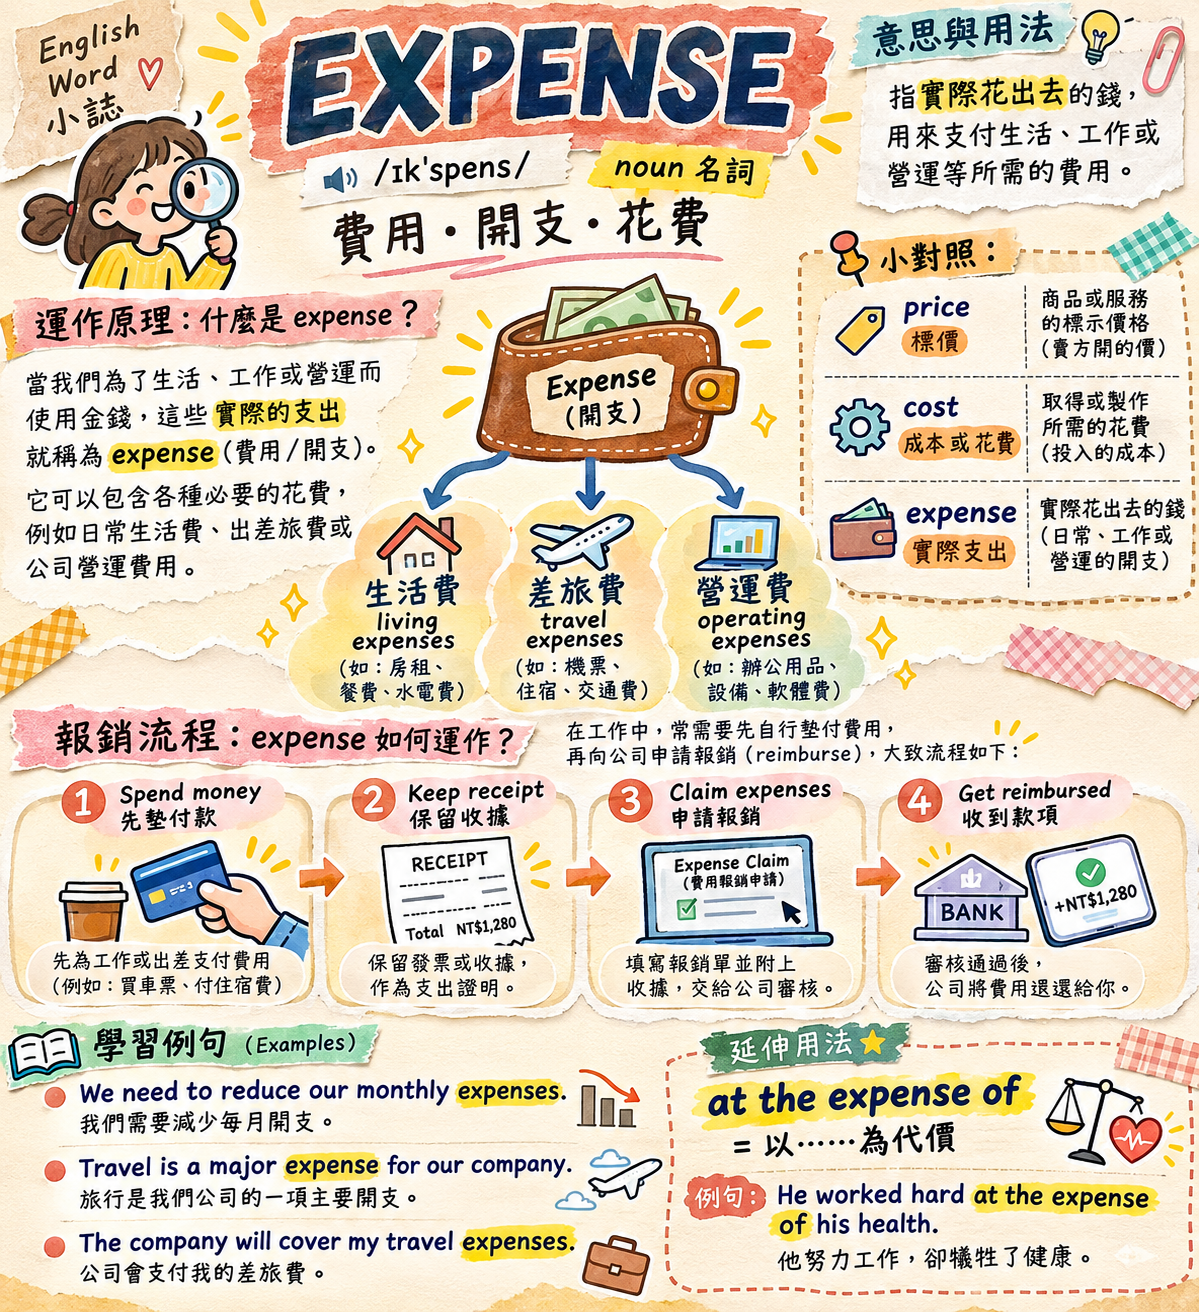 English
Word
小誌
EXPENSE
/ɪk'spens/
noun 名詞
費用・開支・花費
意思與用法
指實際花出去的錢，
用來支付生活、工作或
營運等所需的費用。
運作原理：什麼是 expense？
當我們為了生活、工作或營運而
使用金錢，這些 實際的支出
就稱為 expense (費用/開支)。
它可以包含各種必要的花費，
例如日常生活費、出差旅費或
公司營運費用。
Expense
(開支)
生活費
living
expenses
(如：房租、
餐費、水電費)
差旅費
travel
expenses
(如：機票、
住宿、交通費)
營運費
operating
expenses
(如：辦公用品、
設備、軟體費)
小對照：
price
標價
商品或服務
的標示價格
(賣方開的價)
cost
成本或花費
取得或製作
所需的花費
(投入的成本)
expense
實際支出
實際花出去的錢
(日常、工作或
營運的開支)
報銷流程：expense 如何運作？
在工作中，常需要先自行墊付費用，
再向公司申請報銷 (reimburse)，大致流程如下：
1 Spend money
先墊付款
先為工作或出差支付費用
(例如：買車票、付住宿費)
2 Keep receipt
保留收據
RECEIPT
Total NT$1,280
保留發票或收據，
作為支出證明。
3 Claim expenses
申請報銷
Expense Claim
(費用報銷申請)
填寫報銷單並附上
收據，交給公司審核。
4 Get reimbursed
收到款項
BANK
+NT$1,280
審核通過後，
公司將費用退還給你。
學習例句 (Examples)
We need to reduce our monthly expenses.
我們需要減少每月開支。
Travel is a major expense for our company.
旅行是我們公司的一項主要開支。
The company will cover my travel expenses.
公司會支付我的差旅費。
延伸用法
at the expense of
= 以……為代價
例句：
He worked hard at the expense
of his health.
他努力工作，卻犧牲了健康。